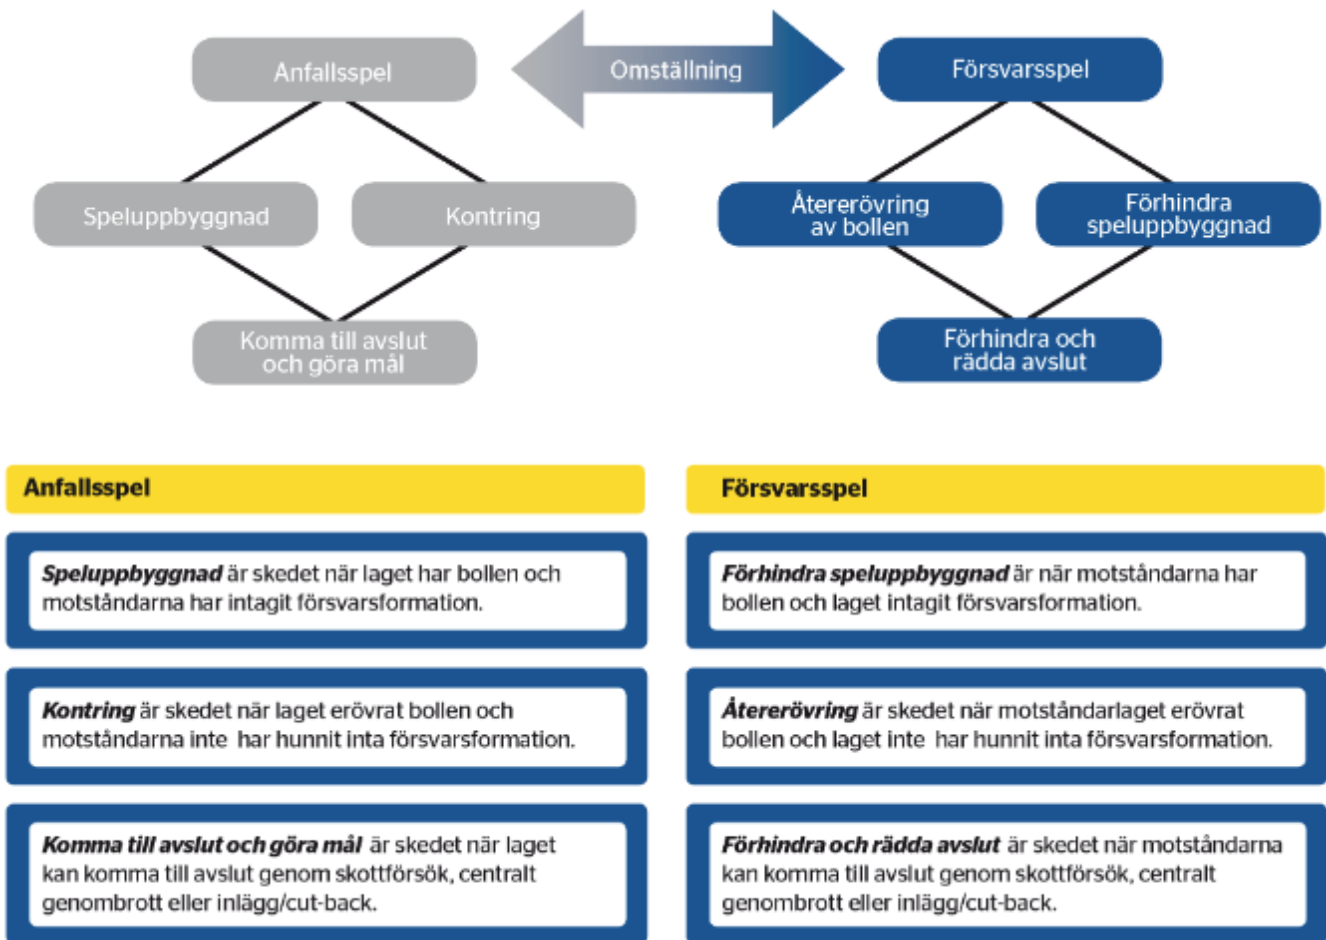 Anfallsspel
Omställning
Försvarsspel
Speluppbyggnad
Kontring
Återerövring
av bollen
Förhindra
speluppbyggnad
Komma till avslut
och göra mål
Förhindra och
rädda avslut
Anfallsspel
Speluppbyggnad är skedet när laget har bollen och
motståndarna har intagit försvarsformation.
Kontring är skedet när laget erövrat bollen och
motståndarna inte har hunnit inta försvarsformation.
Komma till avslut och göra mål är skedet när laget
kan komma till avslut genom skottförsök, centralt
genombrott eller inlägg/cut-back.
Försvarsspel
Förhindra speluppbyggnad är när motståndarna har
bollen och laget intagit försvarsformation.
Återerövring är skedet när motståndarlaget erövrat
bollen och laget inte har hunnit inta försvarsformation.
Förhindra och rädda avslut är skedet när motståndarna
kan komma till avslut genom skottförsök, centralt
genombrott eller inlägg/cut-back.